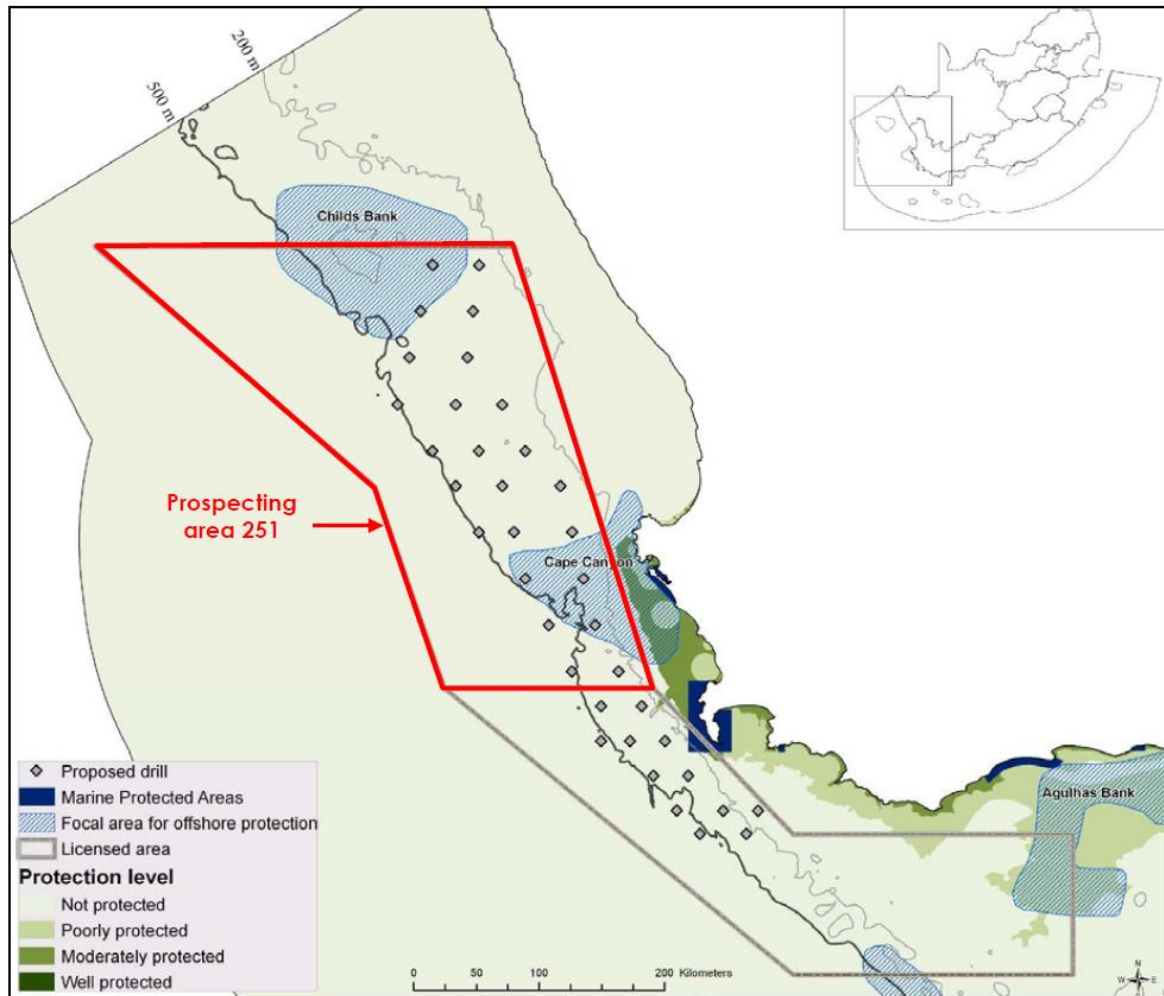 200 m
500 m
Childs Bank
Prospecting
area 251
Cape Canyon
Agulhas Bank
Proposed drill
Marine Protected Areas
Focal area for offshore protection
Licensed area
Protection level
Not protected
Poorly protected
Moderately protected
Well protected
0 50 100 200 Kilometers
N
W E
S